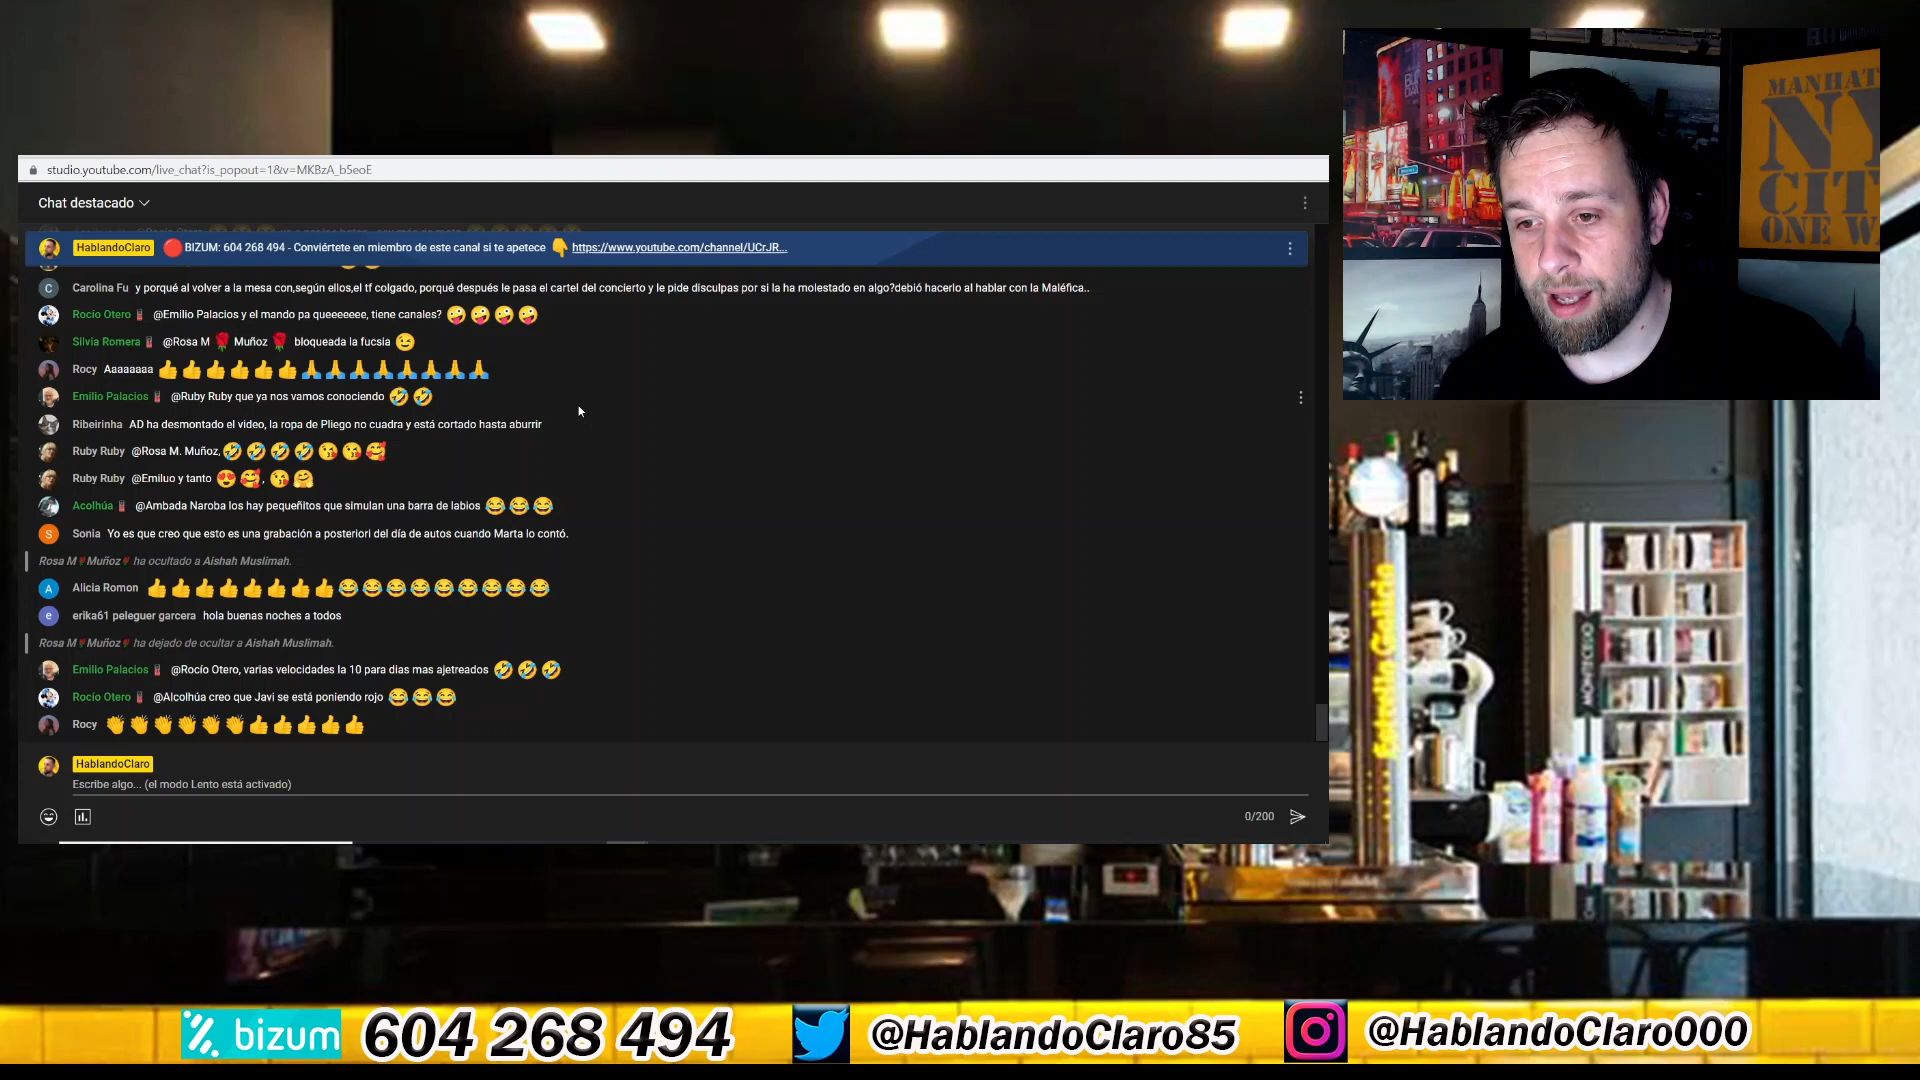 studio.youtube.com/live_chat?is_popout=1&v=MKBzA_b5eoE
Chat destacado
HablandoClaro 🔴BIZUM: 604 268 494 - Conviértete en miembro de este canal si te apetece 👇 https://www.youtube.com/channel/UCrJR...
C Carolina Fu y porqué al volver a la mesa con,según ellos,el tf colgado, porqué después le pasa el cartel del concierto y le pide disculpas por si la ha molestado en algo?debió hacerlo al hablar con la Maléfica..
Rocío Otero @Emilio Palacios y el mando pa queeeeeee, tiene canales? 🤪🤪🤪🤪
Silvia Romera @Rosa M 🌹 Muñoz 🌹 bloqueada la fucsia 😉
Rocy Aaaaaaaa 👍👍👍👍👍👍🙏🙏🙏🙏🙏🙏🙏🙏
Emilio Palacios @Ruby Ruby que ya nos vamos conociendo 🤣🤣
Ribeirinha AD ha desmontado el video, la ropa de Pliego no cuadra y está cortado hasta aburrir
Ruby Ruby @Rosa M. Muñoz, 🤣🤣🤣🤣😘😘🥰
Ruby Ruby @Emiluo y tanto 😍🥰, 😘🤗
Acolhúa @Ambada Naroba los hay pequeñitos que simulan una barra de labios 😂😂😂
S Sonia Yo es que creo que esto es una grabación a posteriori del día de autos cuando Marta lo contó.
Rosa M🌹Muñoz🌹 ha ocultado a Aishah Muslimah.
A Alicia Romon 👍👍👍👍👍👍👍👍😂😂😂😂😂😂😂😂😂
e erika61 peleguer garcera hola buenas noches a todos
Rosa M🌹Muñoz🌹 ha dejado de ocultar a Aishah Muslimah.
Emilio Palacios @Rocío Otero, varias velocidades la 10 para dias mas ajetreados 🤣🤣🤣
Rocío Otero @Alcolhúa creo que Javi se está poniendo rojo 😂😂😂
Rocy 👏👏👏👏👏👏👍👍👍👍👍
HablandoClaro
Escribe algo... (el modo Lento está activado)
0/200
MANHAT
NY
CIT
ONE WA
Estrella Galicia
bizum 604 268 494 @HablandoClaro85 @HablandoClaro000